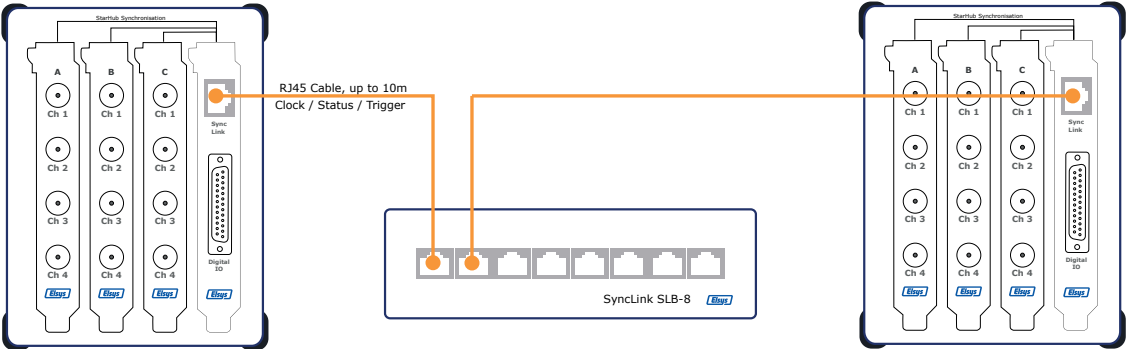 StarHub Synchronisation
A B C
Ch 1 Ch 1 Ch 1
Sync
Link
Ch 2 Ch 2 Ch 2
Ch 3 Ch 3 Ch 3
Ch 4 Ch 4 Ch 4
Digital
IO
Elsys Elsys Elsys Elsys
RJ45 Cable, up to 10m
Clock / Status / Trigger
SyncLink SLB-8 Elsys
StarHub Synchronisation
A B C
Ch 1 Ch 1 Ch 1
Sync
Link
Ch 2 Ch 2 Ch 2
Ch 3 Ch 3 Ch 3
Ch 4 Ch 4 Ch 4
Digital
IO
Elsys Elsys Elsys Elsys